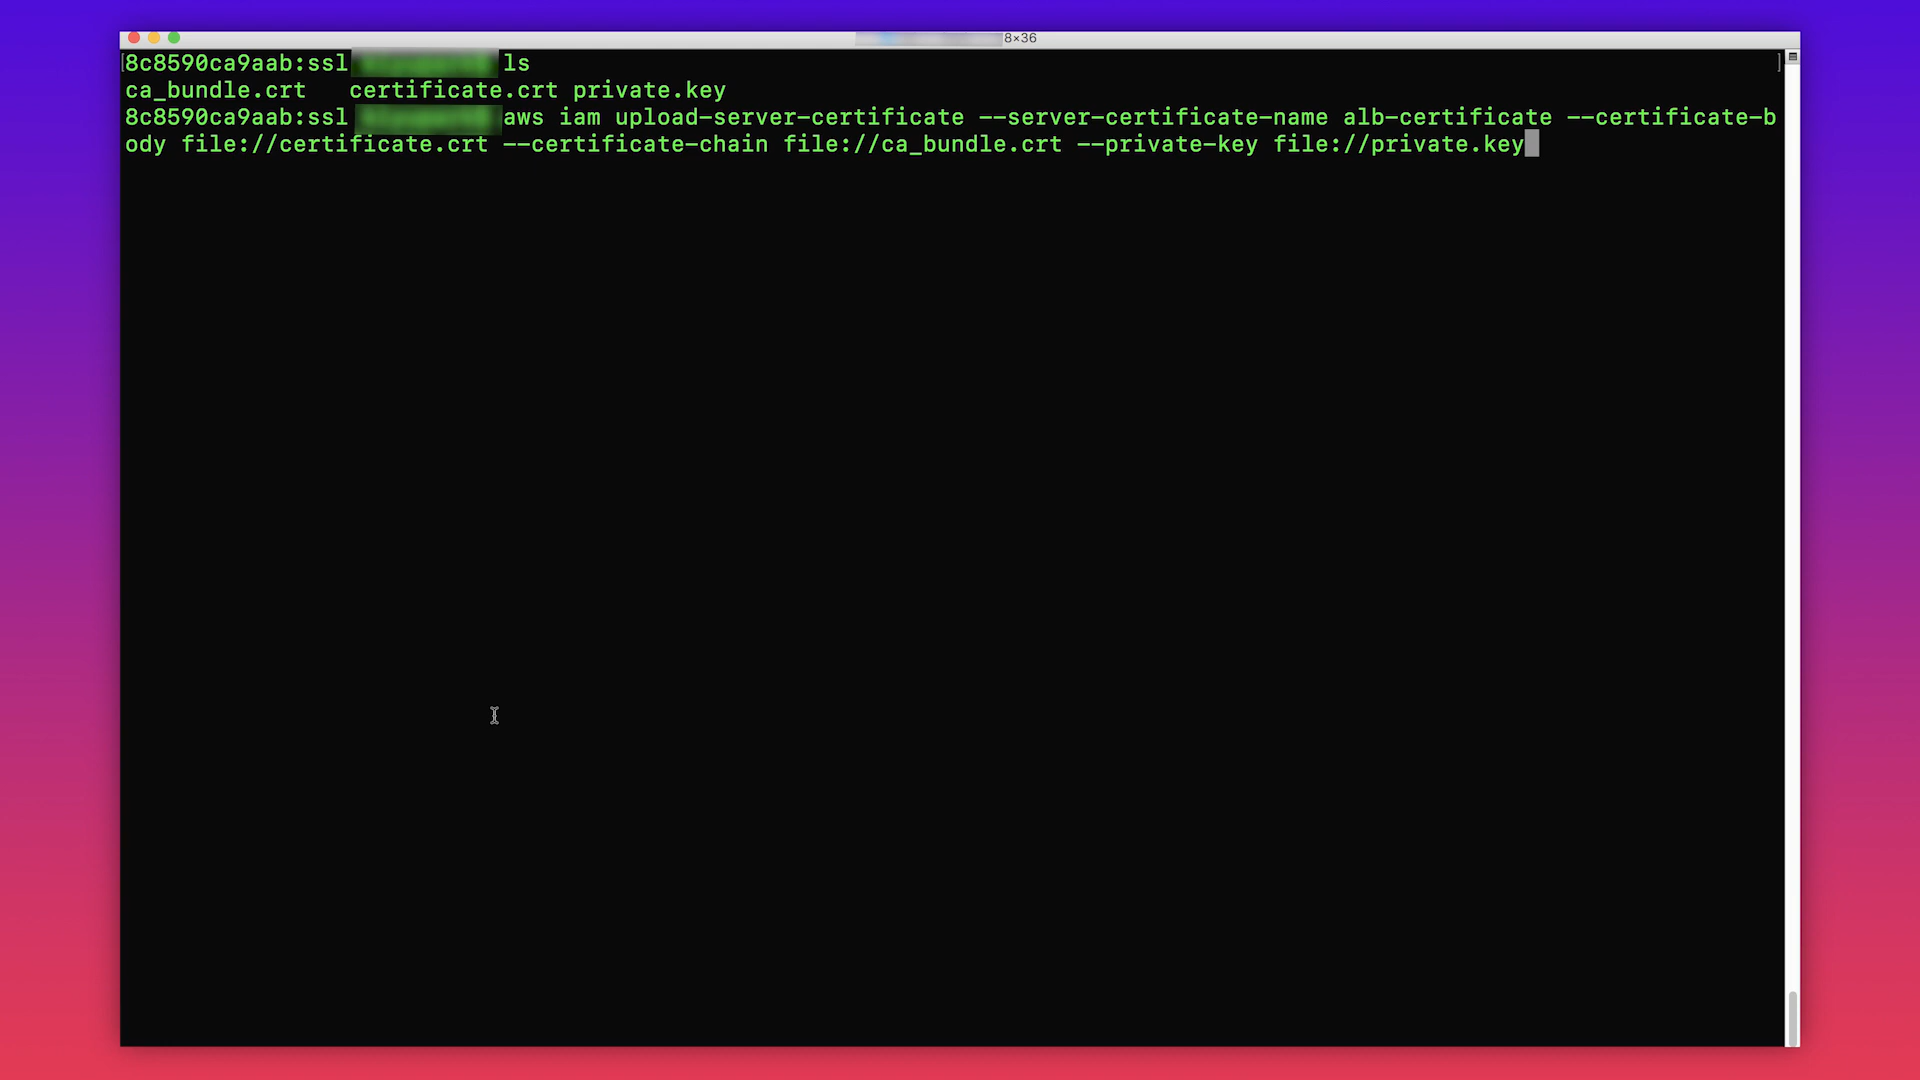 8×36
8c8590ca9aab:ssl ls
ca_bundle.crt certificate.crt private.key
8c8590ca9aab:ssl aws iam upload-server-certificate --server-certificate-name alb-certificate --certificate-b
ody file://certificate.crt --certificate-chain file://ca_bundle.crt --private-key file://private.key